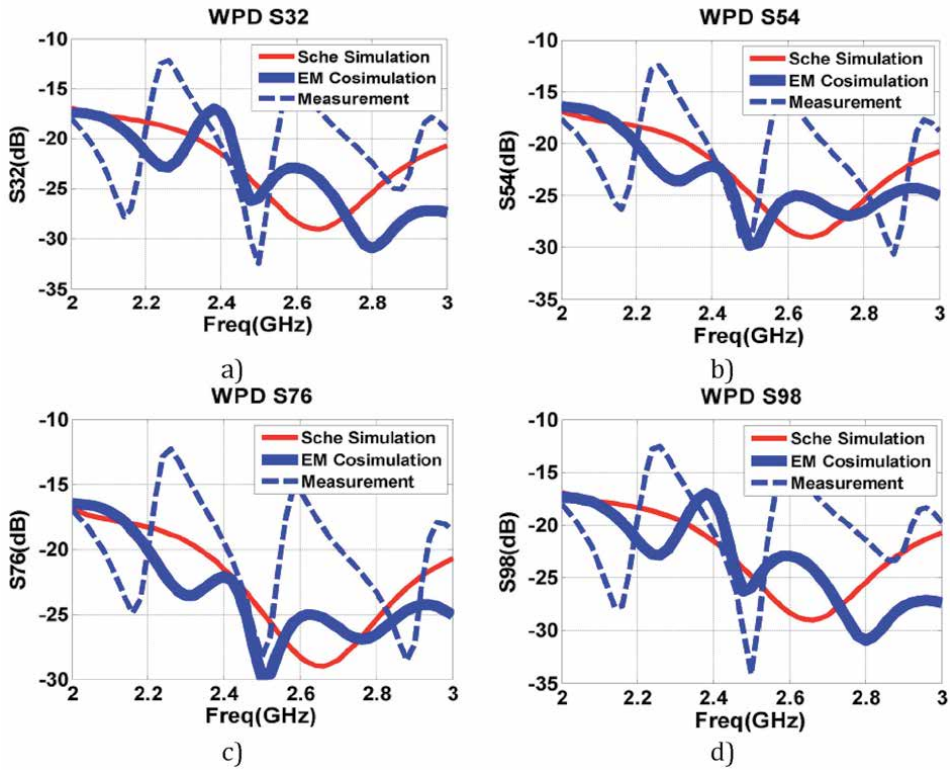 WPD S32
S32(dB)
-10
-15
-20
-25
-30
-35
Sche Simulation
EM Cosimulation
Measurement
2 2.2 2.4 2.6 2.8 3
Freq(GHz)
a)
WPD S54
S54(dB)
-10
-15
-20
-25
-30
-35
Sche Simulation
EM Cosimulation
Measurement
2 2.2 2.4 2.6 2.8 3
Freq(GHz)
b)
WPD S76
S76(dB)
-10
-15
-20
-25
-30
Sche Simulation
EM Cosimulation
Measurement
2 2.2 2.4 2.6 2.8 3
Freq(GHz)
c)
WPD S98
S98(dB)
-10
-15
-20
-25
-30
-35
Sche Simulation
EM Cosimulation
Measurement
2 2.2 2.4 2.6 2.8 3
Freq(GHz)
d)